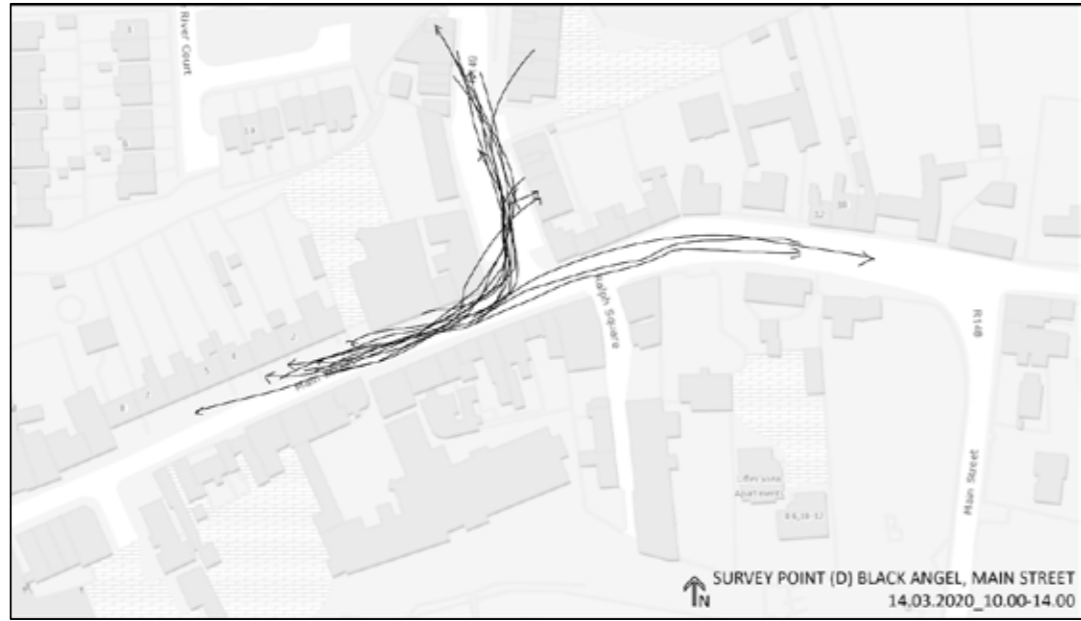 River Court
Ralph Square
R148
Main Street
Apartment
N
SURVEY POINT (D) BLACK ANGEL, MAIN STREET
14.03.2020_10.00-14.00